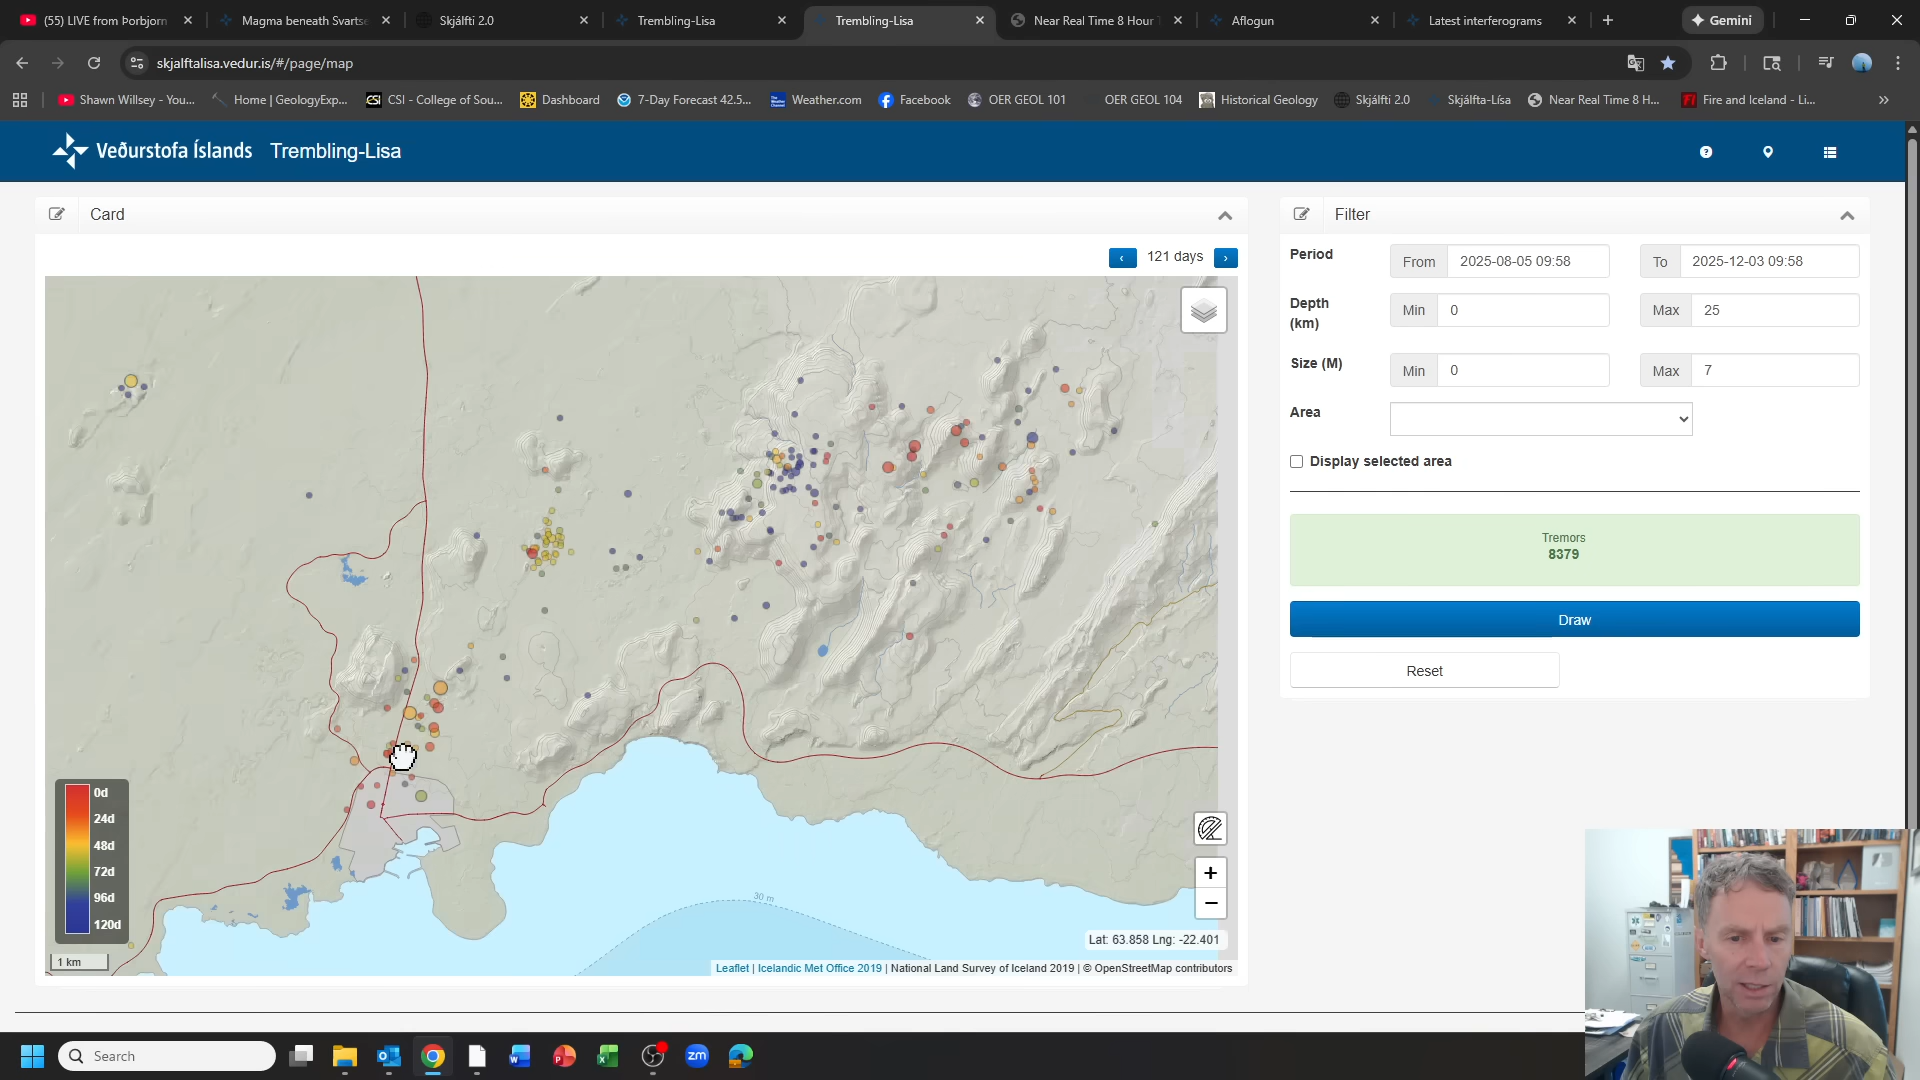 (55) LIVE from Þorbjorn
Magma beneath Svartse
Skjálfti 2.0
Trembling-Lisa
Trembling-Lisa
Near Real Time 8 Hour
Aflogun
Latest interferograms
Gemini
skjalftalisa.vedur.is/#/page/map
Shawn Willsey - You...
Home | GeologyExp...
CSI - College of Sou...
Dashboard
7-Day Forecast 42.5...
Weather.com
Facebook
OER GEOL 101
OER GEOL 104
Historical Geology
Skjálfti 2.0
Skjálfta-Lísa
Near Real Time 8 H...
Fire and Iceland - Li...
Veðurstofa Íslands Trembling-Lisa
Card
Filter
‹ 121 days ›
Period
From 2025-08-05 09:58
To 2025-12-03 09:58
Depth
(km)
Min 0
Max 25
Size (M)
Min 0
Max 7
Area
Display selected area
Tremors
8379
Draw
Reset
0d
24d
48d
72d
96d
120d
1 km
30 m
+
−
Lat: 63.858 Lng: -22.401
Leaflet | Icelandic Met Office 2019 | National Land Survey of Iceland 2019 | © OpenStreetMap contributors
Search
zm